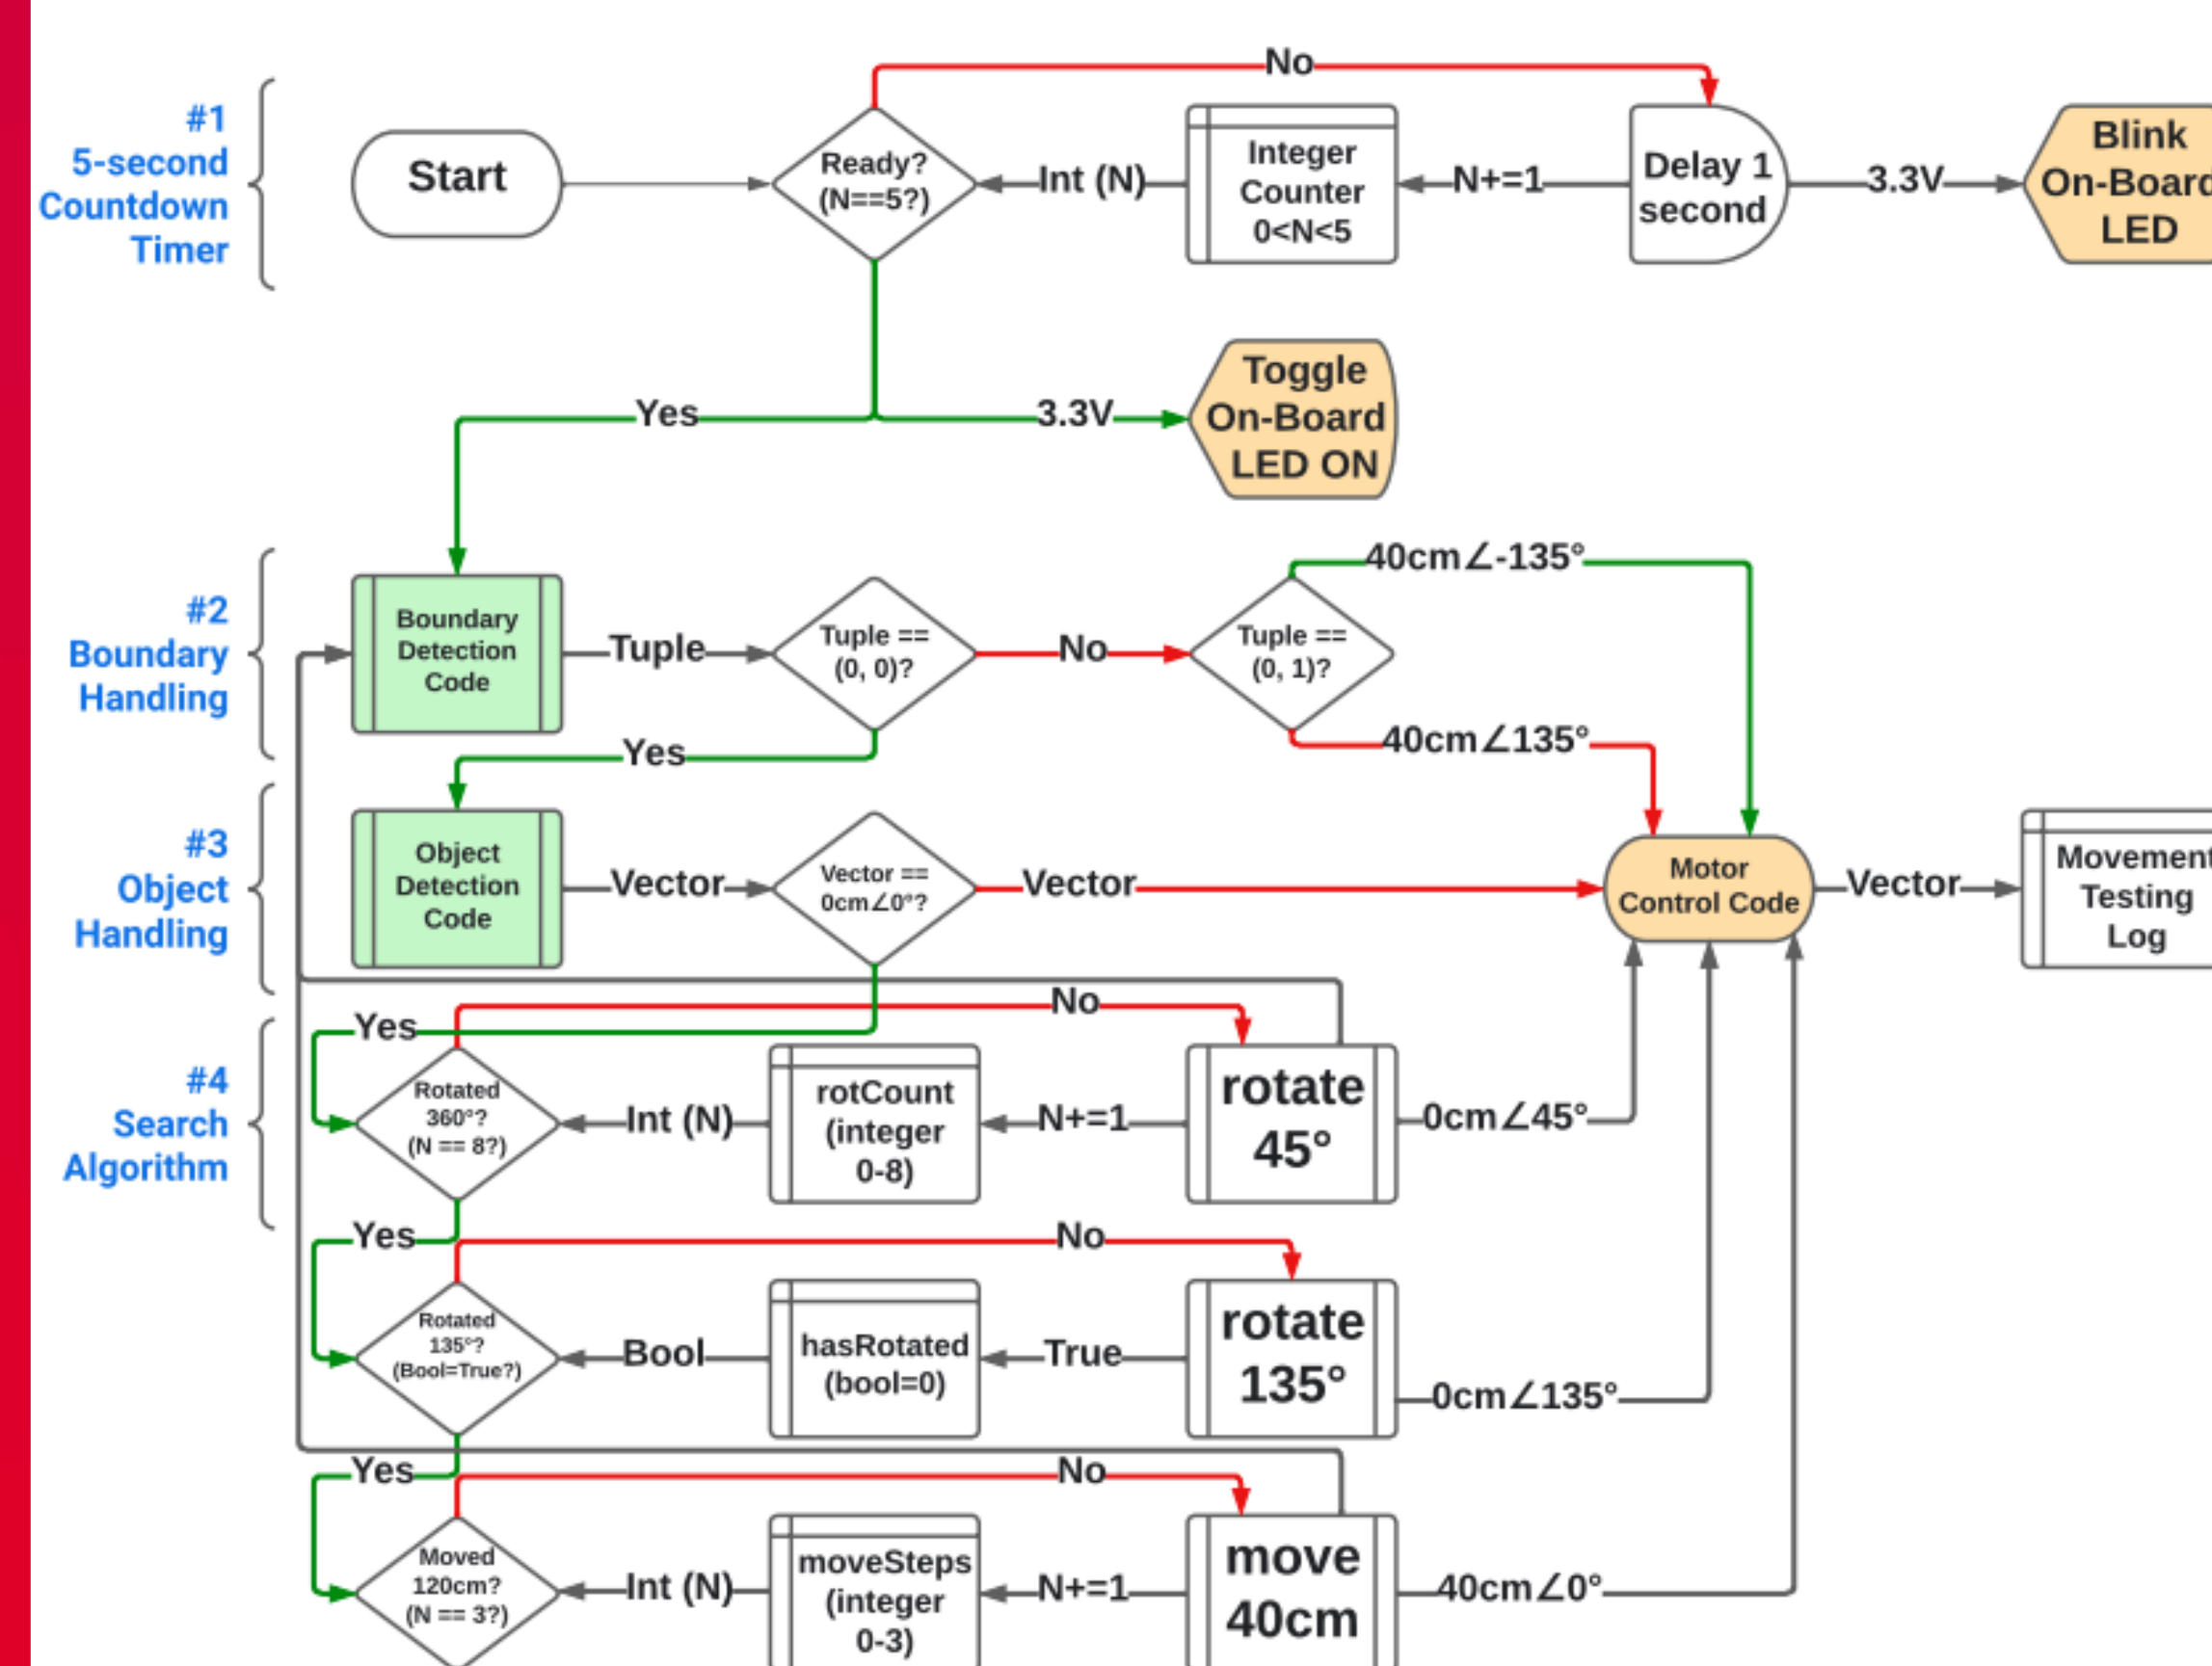 No
#1
5-second
Countdown
Timer
Start
Ready?
(N==5?)
Int (N)
Integer
Counter
0<N<5
N+=1
Delay 1
second
3.3V
Blink
On-Board
LED
Yes
3.3V
Toggle
On-Board
LED ON
#2
Boundary
Handling
Boundary
Detection
Code
Tuple
Tuple ==
(0, 0)?
No
Tuple ==
(0, 1)?
40cm∠-135°
40cm∠135°
Yes
#3
Object
Handling
Object
Detection
Code
Vector
Vector ==
0cm∠0°?
Vector
Motor
Control Code
Vector
Movement
Testing
Log
No
Yes
#4
Search
Algorithm
Rotated
360°?
(N == 8?)
Int (N)
rotCount
(integer
0-8)
N+=1
rotate
45°
0cm∠45°
Yes
No
Rotated
135°?
(Bool=True?)
Bool
hasRotated
(bool=0)
True
rotate
135°
0cm∠135°
Yes
No
Moved
120cm?
(N == 3?)
Int (N)
moveSteps
(integer
0-3)
N+=1
move
40cm
40cm∠0°